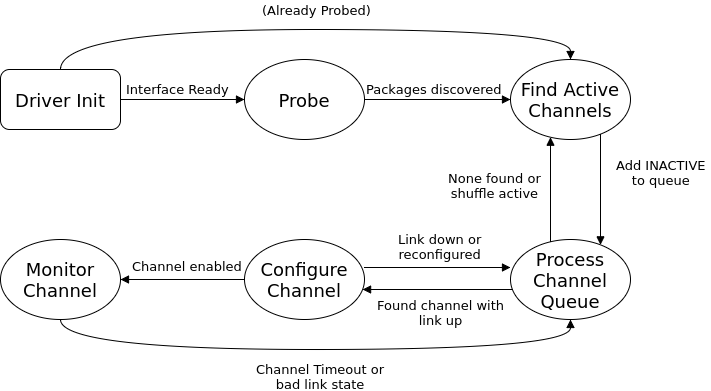 (Already Probed)
Driver Init
Interface Ready
Probe
Packages discovered
Find Active
Channels
None found or
shuffle active
Add INACTIVE
to queue
Monitor
Channel
Channel enabled
Configure
Channel
Link down or
reconfigured
Found channel with
link up
Process
Channel
Queue
Channel Timeout or
bad link state